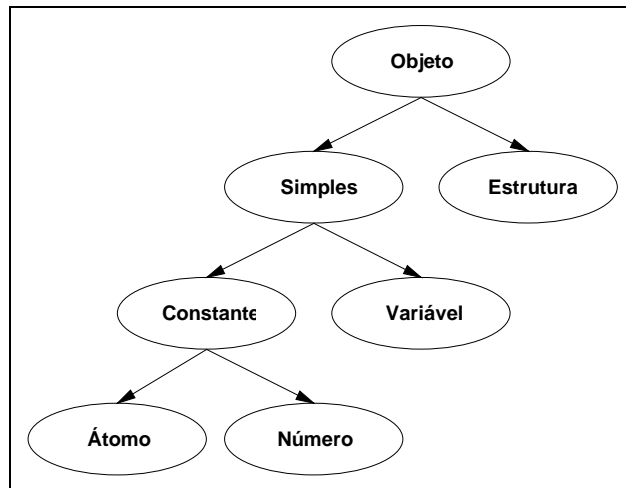 Objeto
Simples
Estrutura
Constante
Variável
Átomo
Número